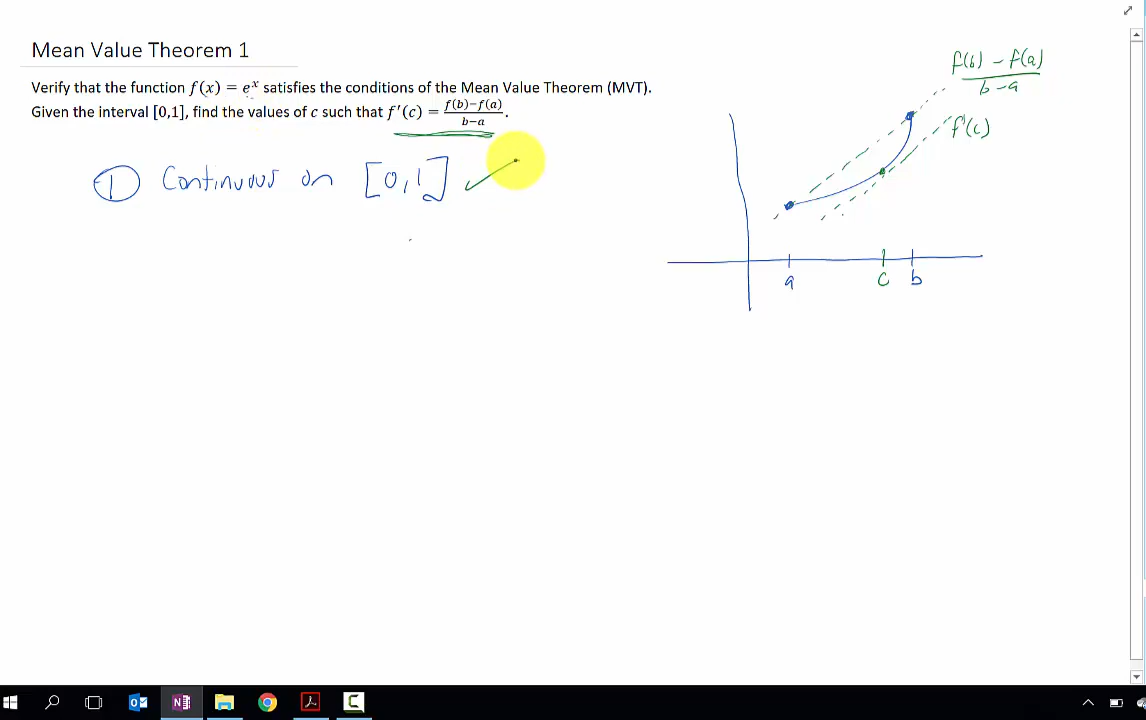 Mean Value Theorem 1
Verify that the function f(x) = eˣ satisfies the conditions of the Mean Value Theorem (MVT).
Given the interval [0,1], find the values of c such that f'(c) = f(b)−f(a) / b−a.
① Continuous on [0,1] ✓
f(b) − f(a) / b−a
f'(c)
a c b